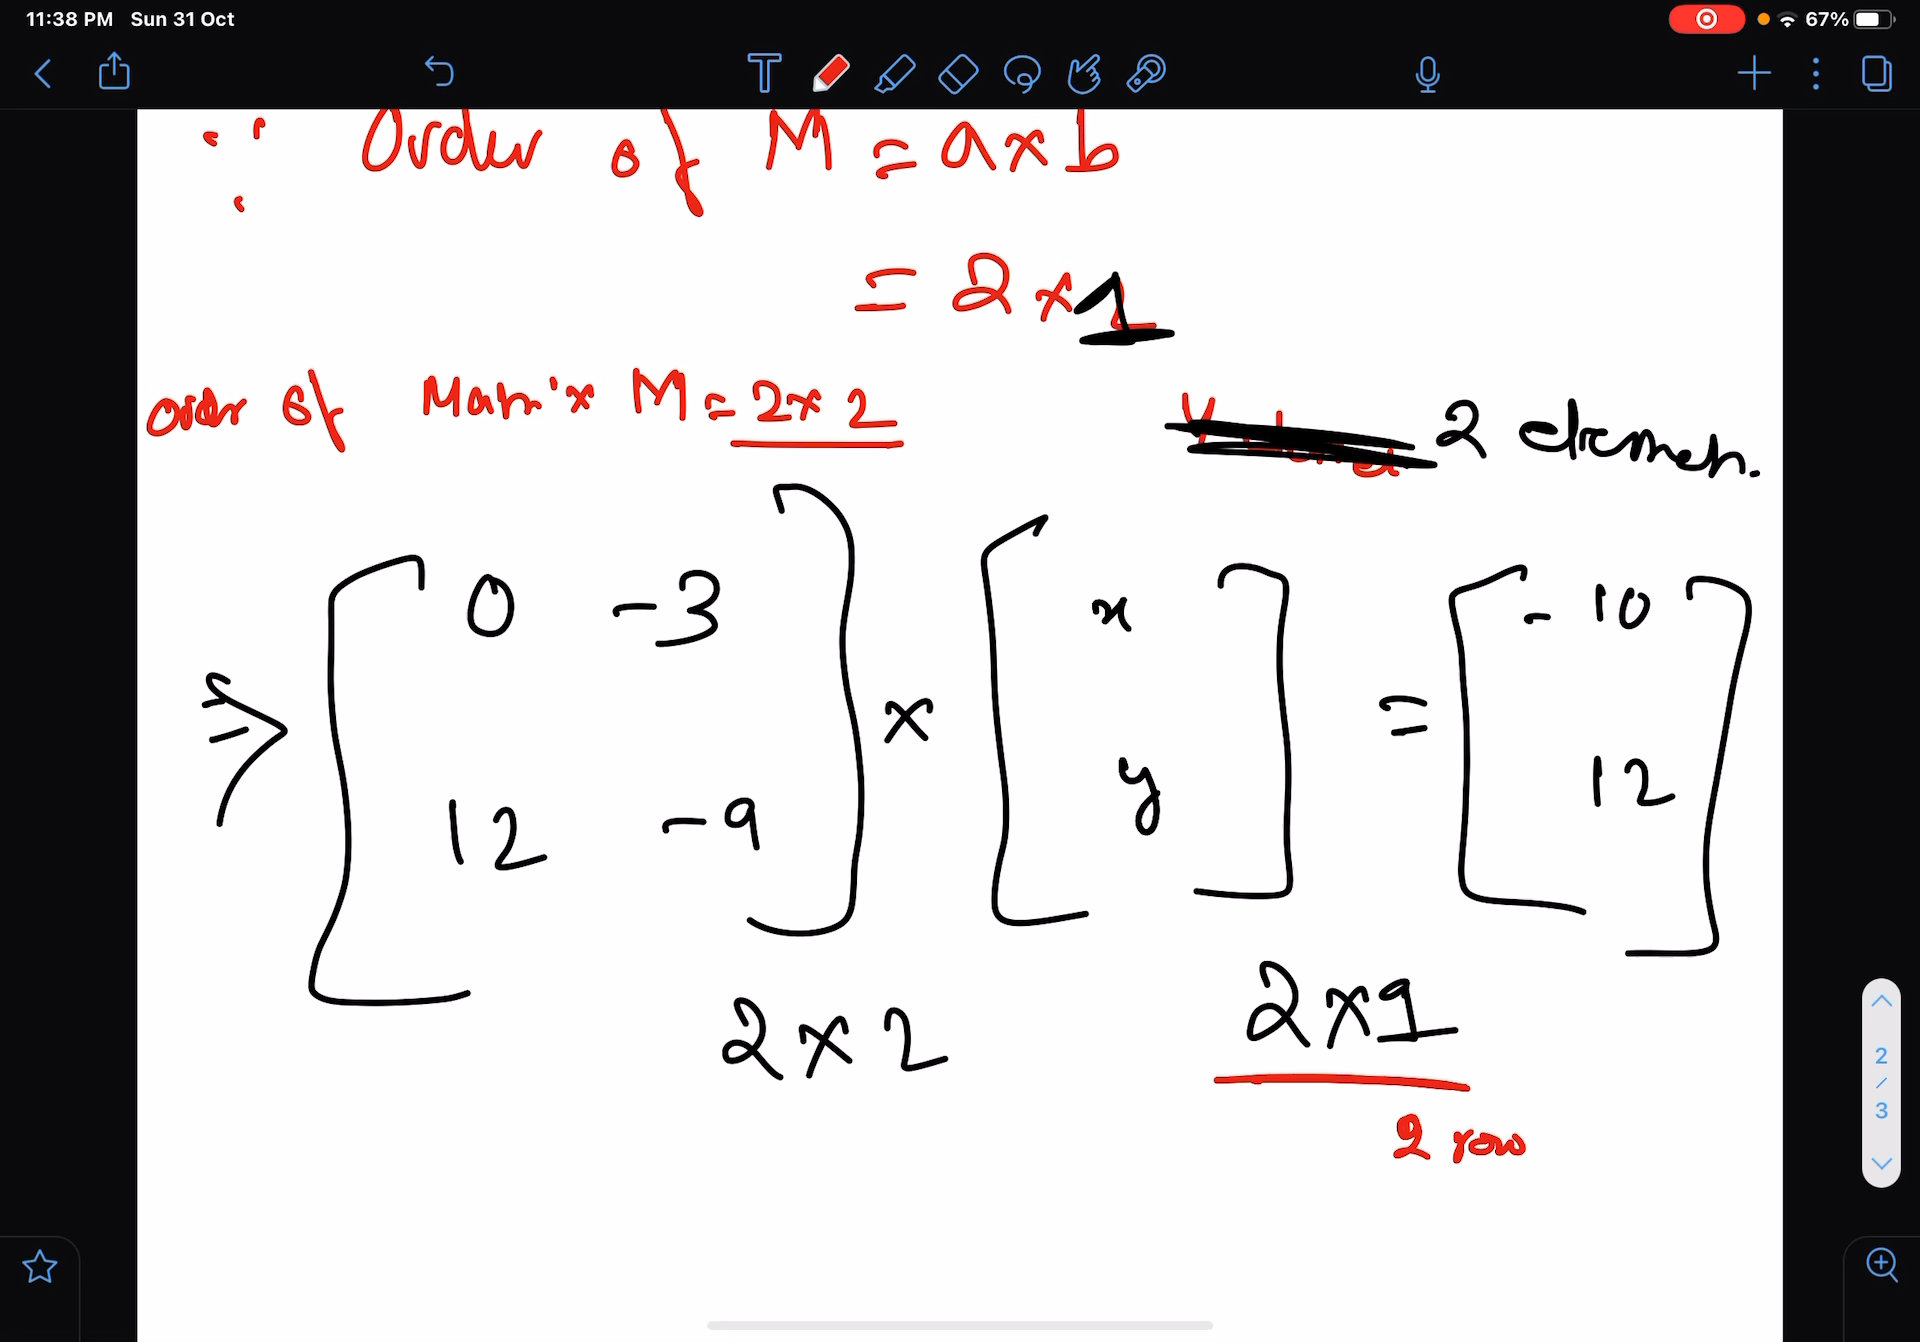 11:38 PM Sun 31 Oct 67%
∵ Order of M = a x b
= 2 x 1
order of Matrix M = 2 x 2
2 element.
⇒ [ 0 -3 ] x [ x ] = [ -10 ]
[ 12 -9 ] [ y ] [ 12 ]
2 x 2 2 x 1
2 row
2 / 3